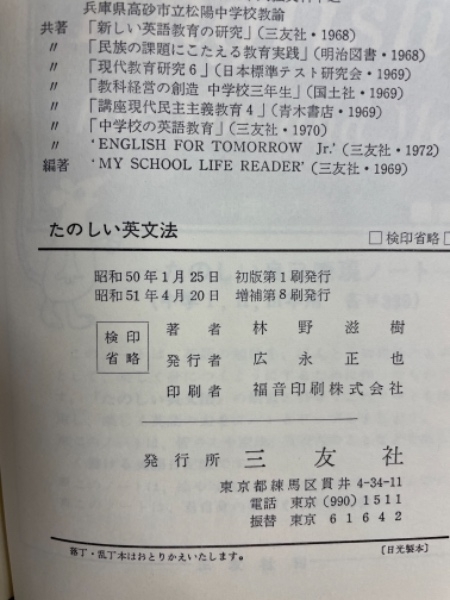 兵庫県高砂市立松陽中学校教諭
共著 「新しい英語教育の研究」(三友社・1968)
〃 「民族の課題にこたえる教育実践」(明治図書・1968)
〃 「現代教育研究6」(日本標準テスト研究会・1969)
〃 「教科経営の創造 中学校三年生」(国土社・1969)
〃 「講座現代民主主義教育4」(青木書店・1969)
〃 「中学校の英語教育」(三友社・1970)
〃 'ENGLISH FOR TOMORROW Jr.'(三友社・1972)
編著 'MY SCHOOL LIFE READER'(三友社・1969)
たのしい英文法
□検印省略□
昭和50年1月25日 初版第1刷発行
昭和51年4月20日 増補第8刷発行
検印省略
著者 林野滋樹
発行者 広永正也
印刷者 福音印刷株式会社
発行所 三友社
東京都練馬区貫井4-34-11
電話 東京(990)1511
振替 東京 61642
落丁・乱丁本はおとりかえいたします。
〔日光製本〕